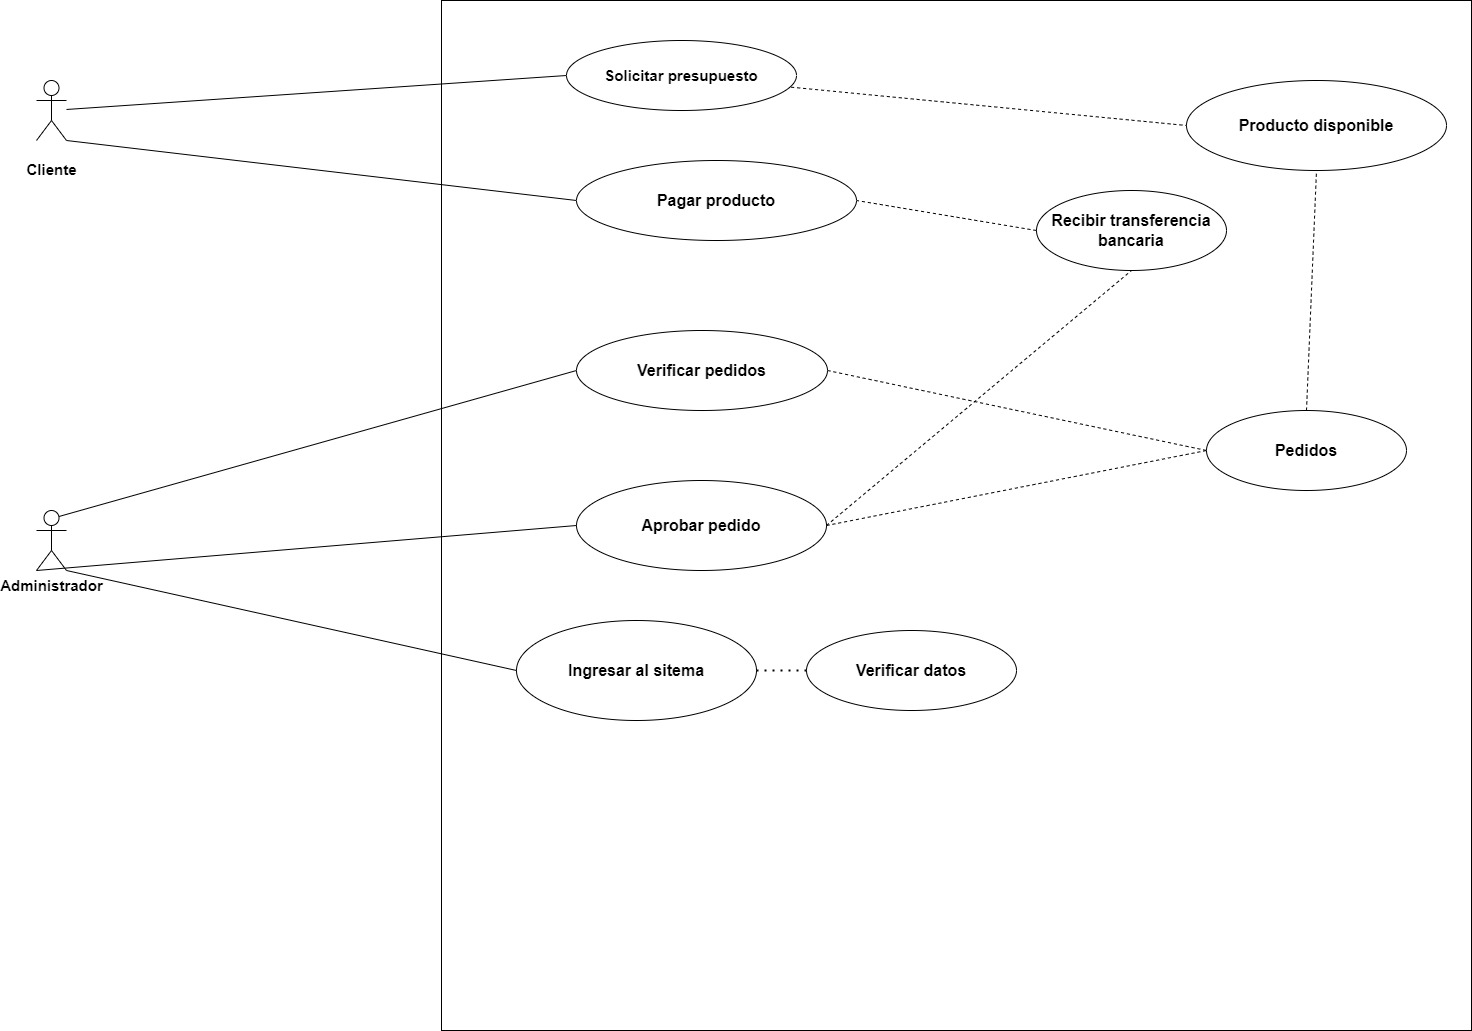 Solicitar presupuesto
Producto disponible
Cliente
Pagar producto
Recibir transferencia
bancaria
Verificar pedidos
Pedidos
Aprobar pedido
Administrador
Ingresar al sitema
Verificar datos